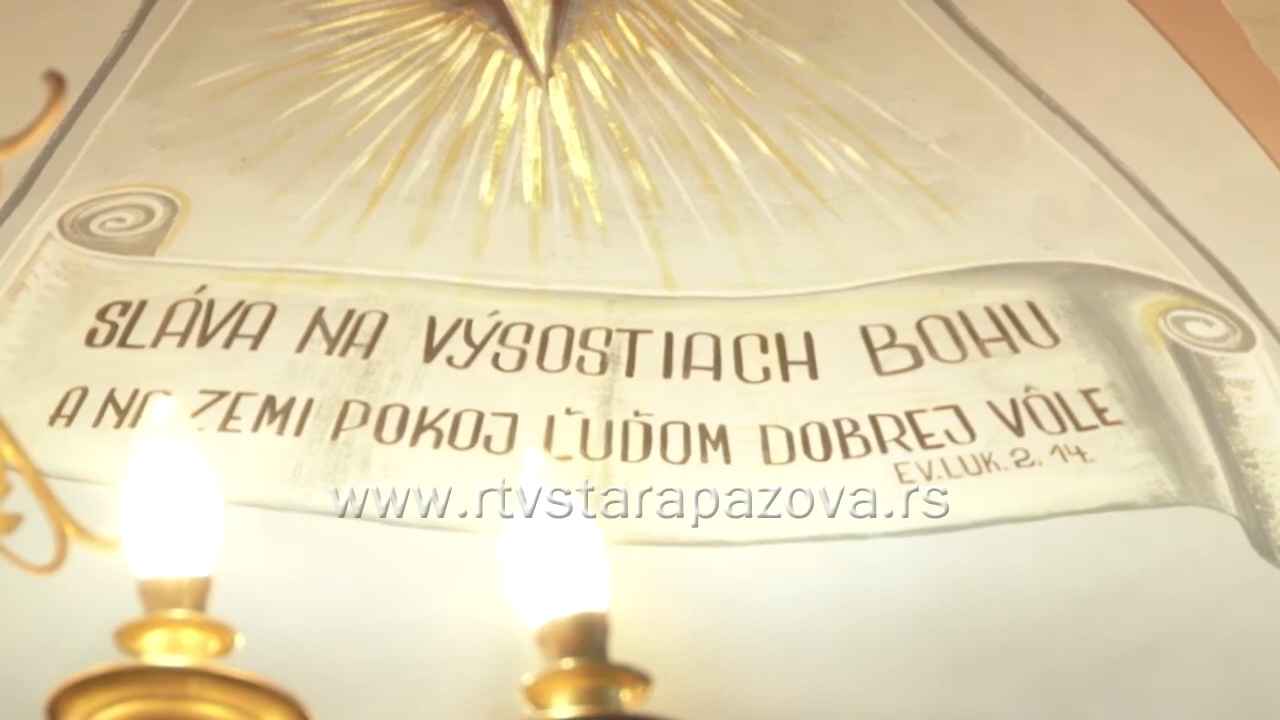 SLÁVA NA VÝSOSTIACH BOHU
A NA ZEMI POKOJ ĽUĎOM DOBREJ VÔLE
EV. LUK. 2. 14.
www.rtvstarapazova.rs